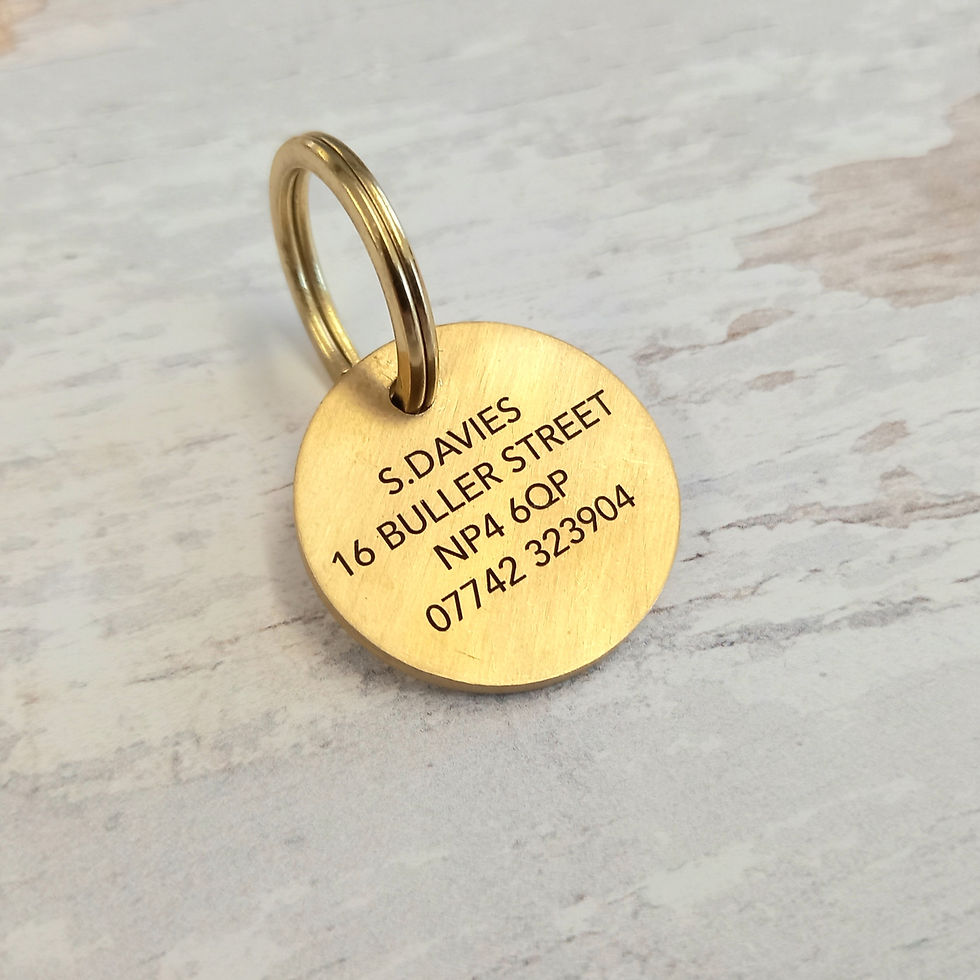 S.DAVIES
16 BULLER STREET
NP4 6QP
07742 323904